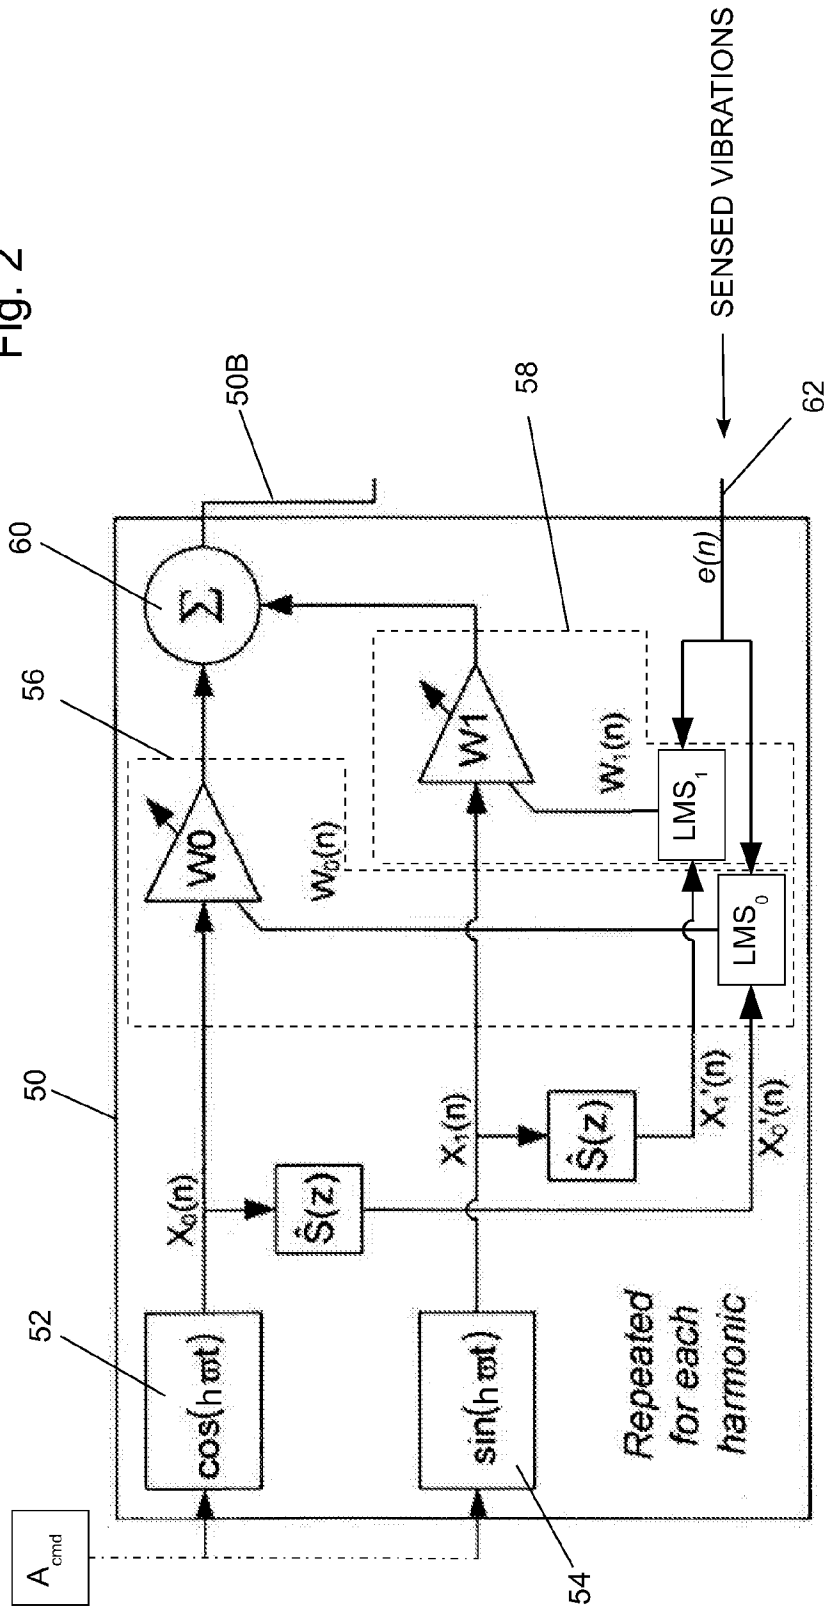 Fig. 2
A_cmd
50
52
cos(hϖt)
X₀(n)
Ŝ(z)
56
W0
W₀(n)
60
Σ
50B
54
sin(hϖt)
X₁(n)
Ŝ(z)
58
W1
W₁(n)
LMS₁
X₁'(n)
LMS₀
X₀'(n)
e(n)
62
SENSED VIBRATIONS
Repeated
for each
harmonic